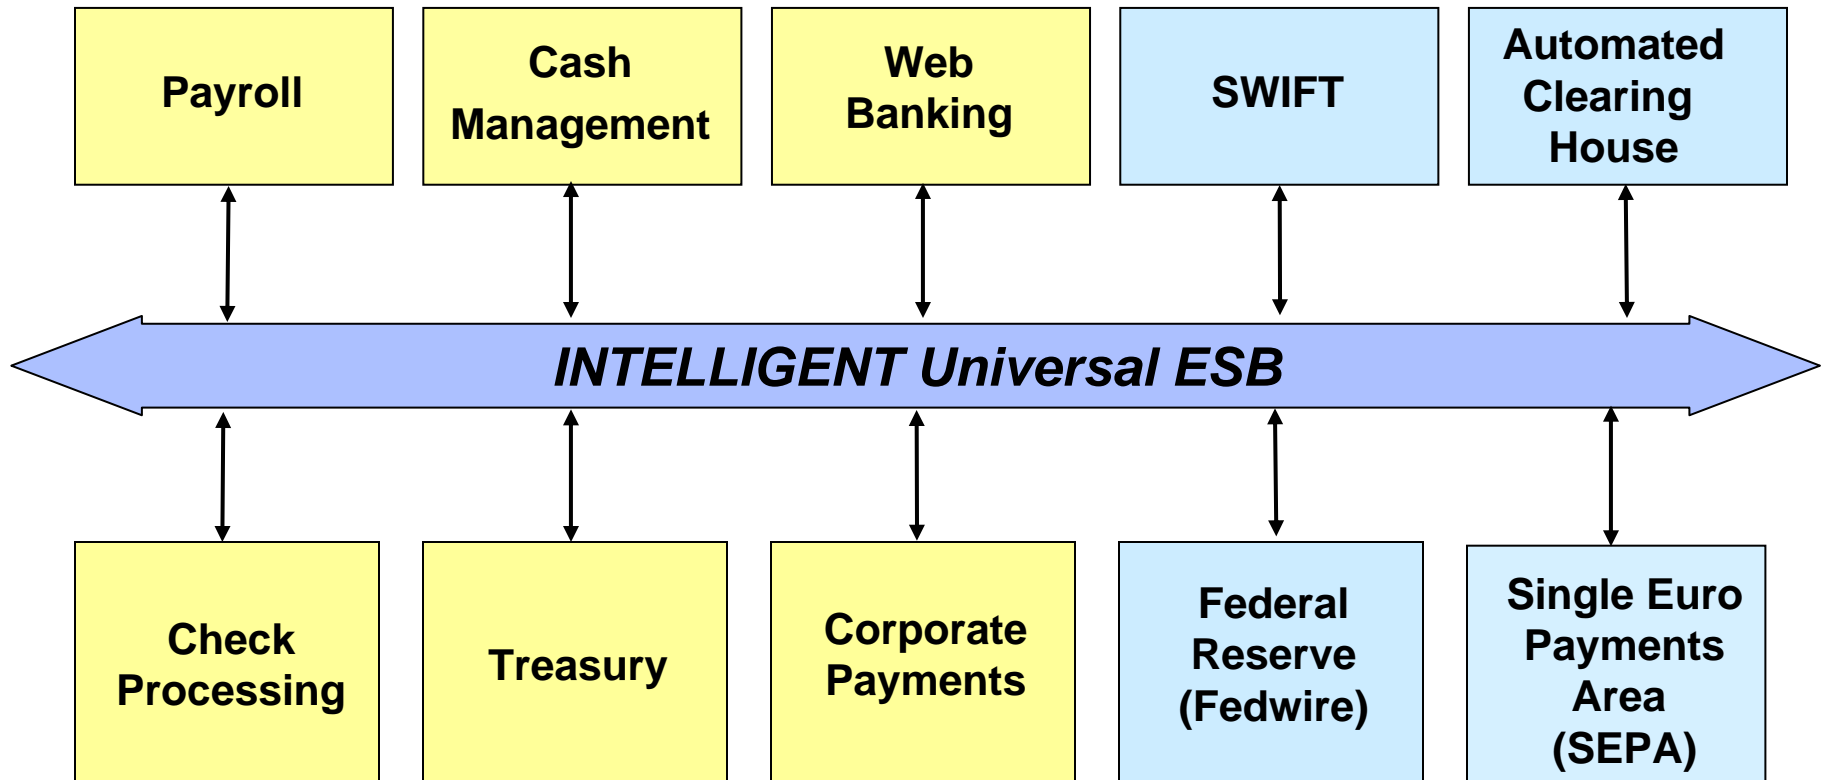 Payroll
Cash
Management
Web
Banking
SWIFT
Automated
Clearing
House
INTELLIGENT Universal ESB
Check
Processing
Treasury
Corporate
Payments
Federal
Reserve
(Fedwire)
Single Euro
Payments
Area
(SEPA)